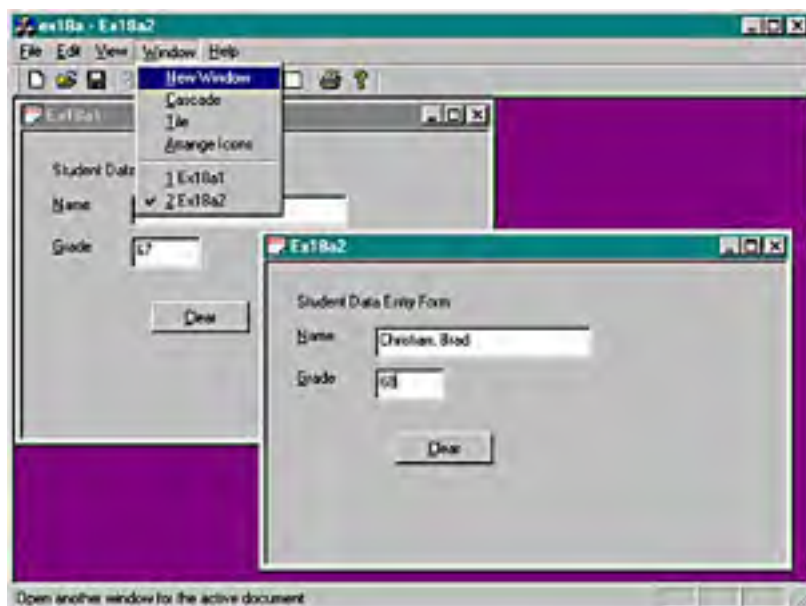 ex18a - Ex18a2
File Edit View Window Help
New Window
Cascade
Tile
Arrange Icons
1 Ex18a1
2 Ex18a2
Ex18a1
Student Data
Name
Grade 67
Clear
Ex18a2
Student Data Entry Form
Name Christian, Brad
Grade 68
Clear
Open another window for the active document